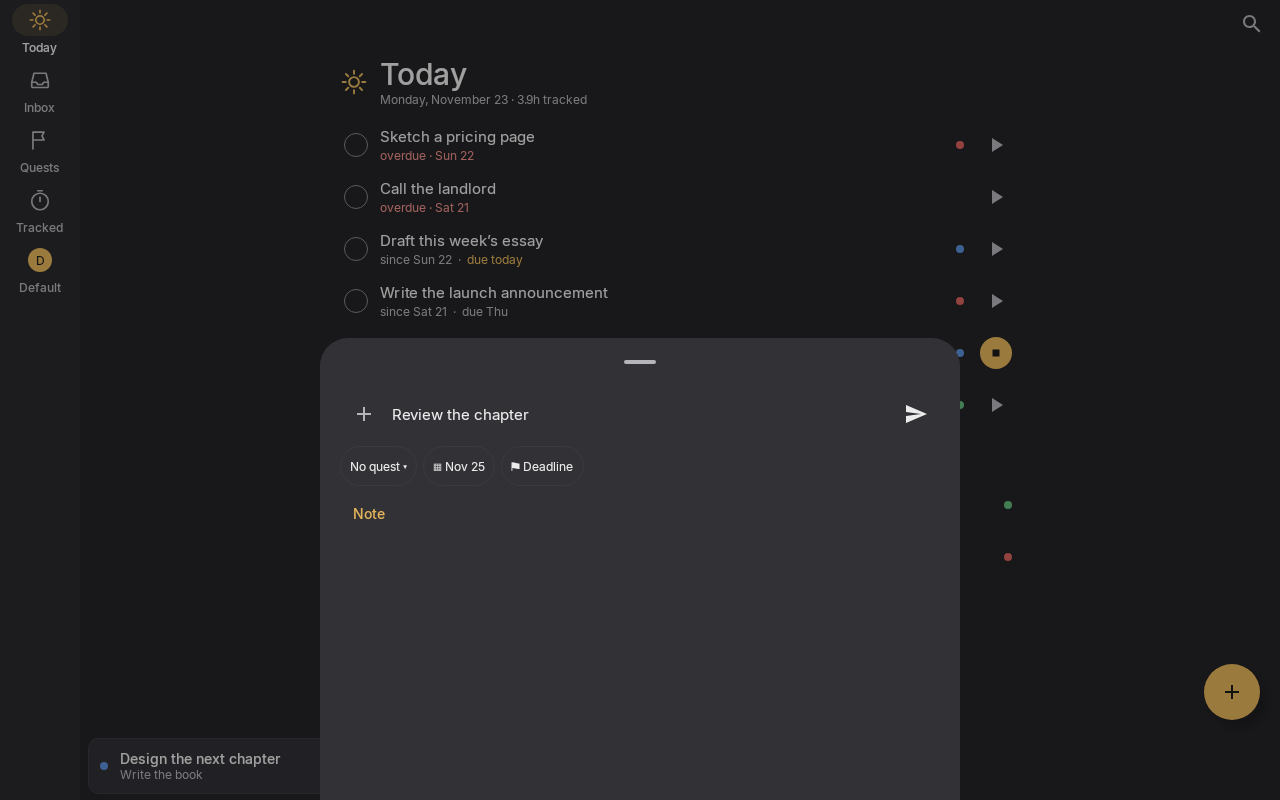 Today
Inbox
Quests
Tracked
D
Default
Today
Monday, November 23 · 3.9h tracked
Sketch a pricing page
overdue · Sun 22
Call the landlord
overdue · Sat 21
Draft this week’s essay
since Sun 22 · due today
Write the launch announcement
since Sat 21 · due Thu
Review the chapter
No quest
Nov 25
Deadline
Note
Design the next chapter
Write the book